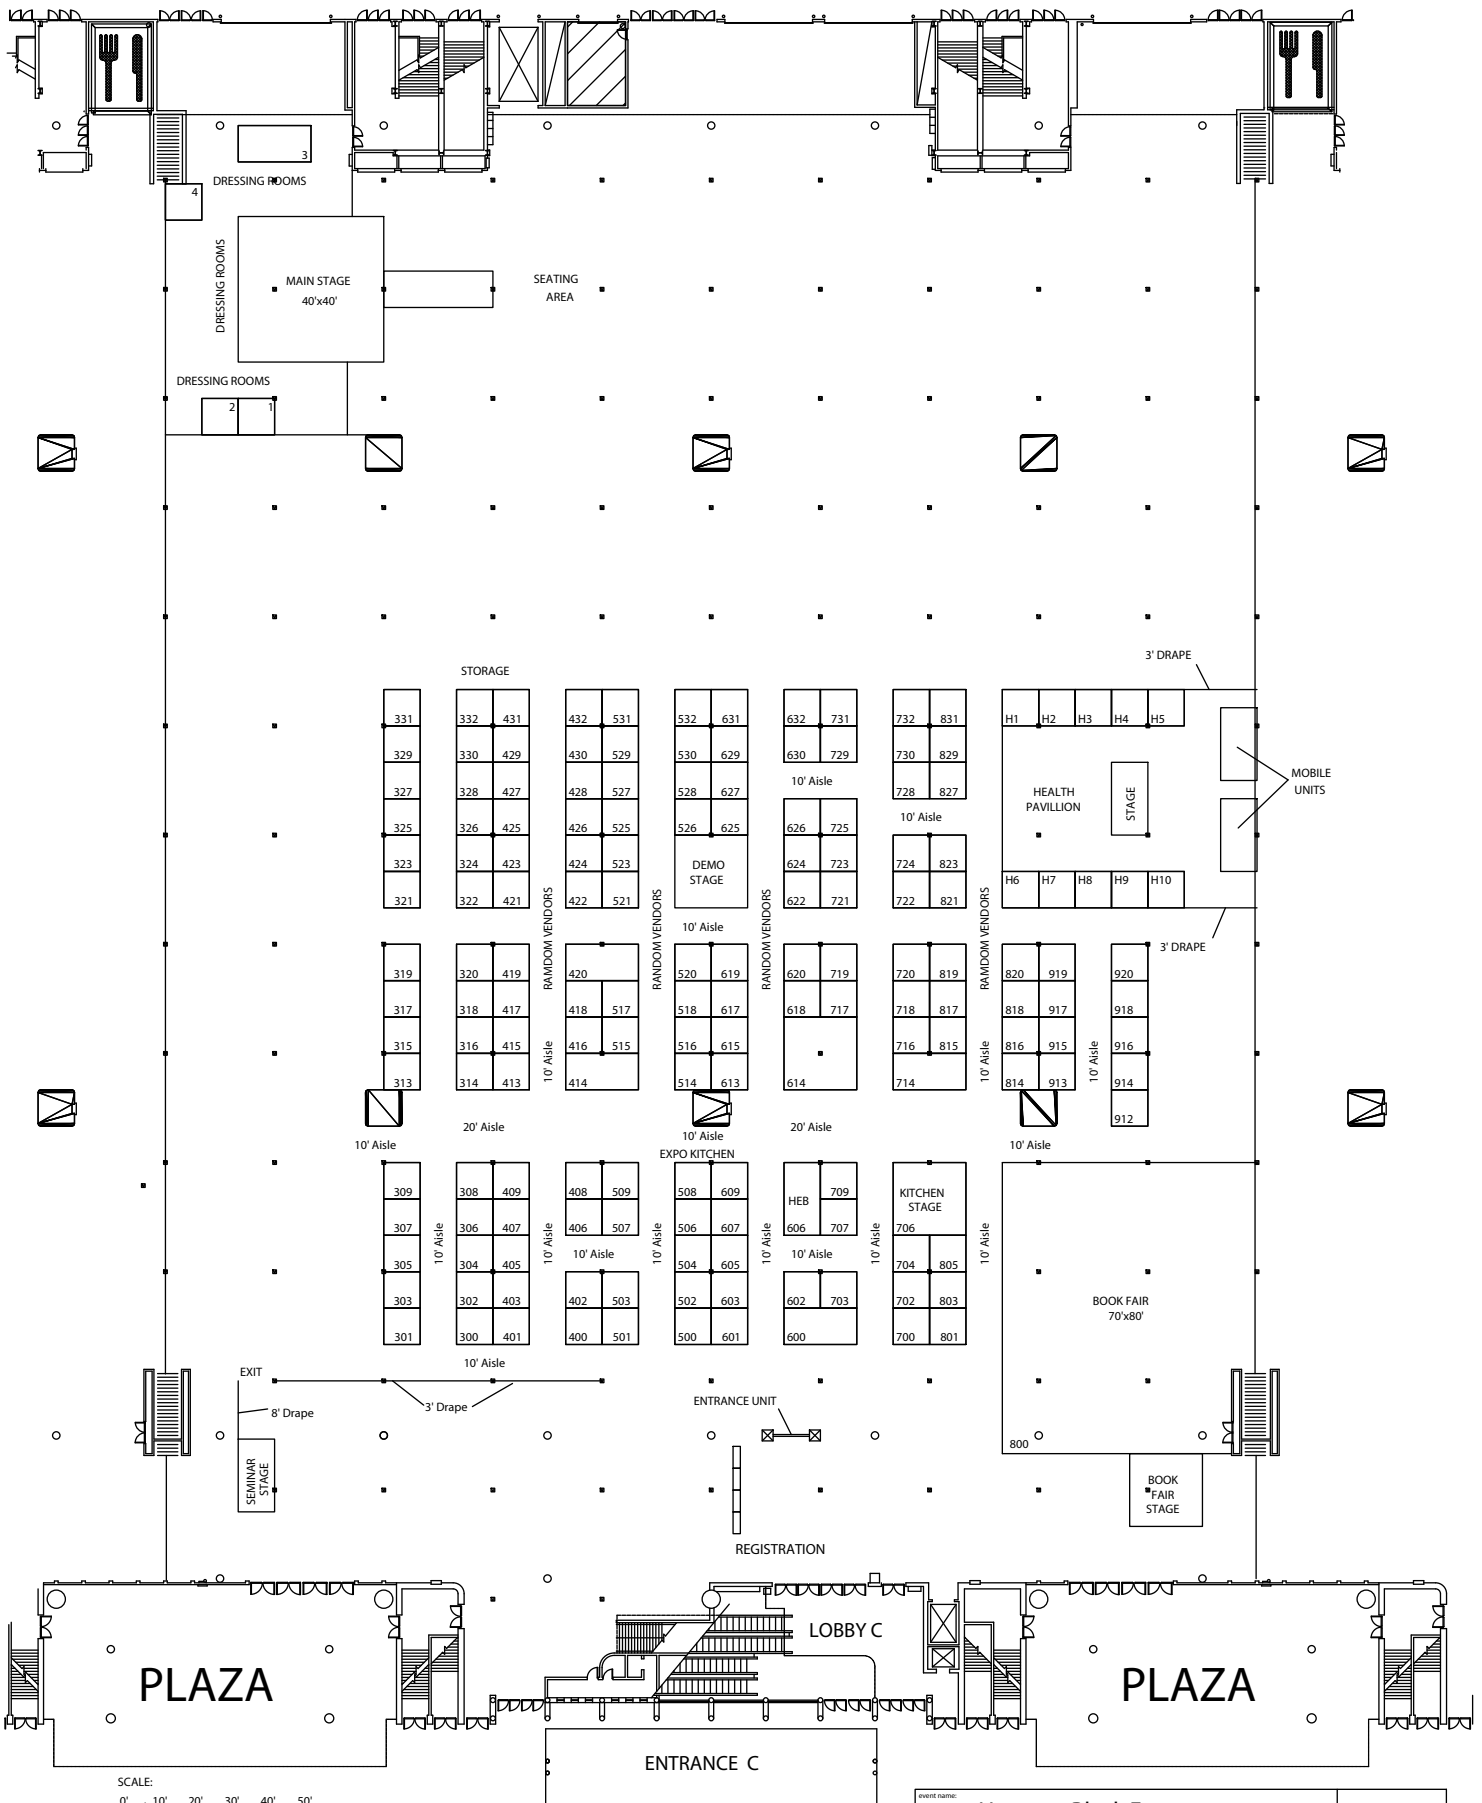 3
DRESSING ROOMS
4
DRESSING ROOMS
MAIN STAGE
40'x40'
SEATING
AREA
DRESSING ROOMS
2 1
STORAGE
3' DRAPE
331 332 431 432 531 532 631 632 731 732 831 H1 H2 H3 H4 H5
329 330 429 430 529 530 629 630 729 730 829
MOBILE
UNITS
10' Aisle
327 328 427 428 527 528 627 728 827
HEALTH
PAVILLION
STAGE
10' Aisle
325 326 425 426 525 526 625 626 725
323 324 423 424 523 624 723 724 823
DEMO
STAGE
H6 H7 H8 H9 H10
321 322 421 422 521 622 721 722 821
RAMDOM VENDORS
RANDOM VENDORS
RANDOM VENDORS
RAMDOM VENDORS
10' Aisle
3' DRAPE
319 320 419 420 520 619 620 719 720 819 820 919 920
317 318 417 418 517 518 617 618 717 718 817 818 917 918
315 316 415 416 515 516 615 716 815 816 915 916
10' Aisle
10' Aisle
10' Aisle
313 314 413 414 514 613 614 714 814 913 914
912
20' Aisle
20' Aisle
10' Aisle
10' Aisle
10' Aisle
EXPO KITCHEN
309 308 409 408 509 508 609 709
HEB
KITCHEN
STAGE
307 306 407 406 507 506 607 606 707 706
10' Aisle
10' Aisle
10' Aisle
10' Aisle
10' Aisle
10' Aisle
10' Aisle
10' Aisle
305 304 405 504 605 704 805
303 302 403 402 503 502 603 602 703 702 803
BOOK FAIR
70'x80'
301 300 401 400 501 500 601 600 700 801
10' Aisle
EXIT
8' Drape
3' Drape
ENTRANCE UNIT
800
SEMINAR
STAGE
BOOK
FAIR
STAGE
REGISTRATION
LOBBY C
PLAZA
PLAZA
ENTRANCE C
SCALE:
0' 10' 20' 30' 40' 50'
event name: